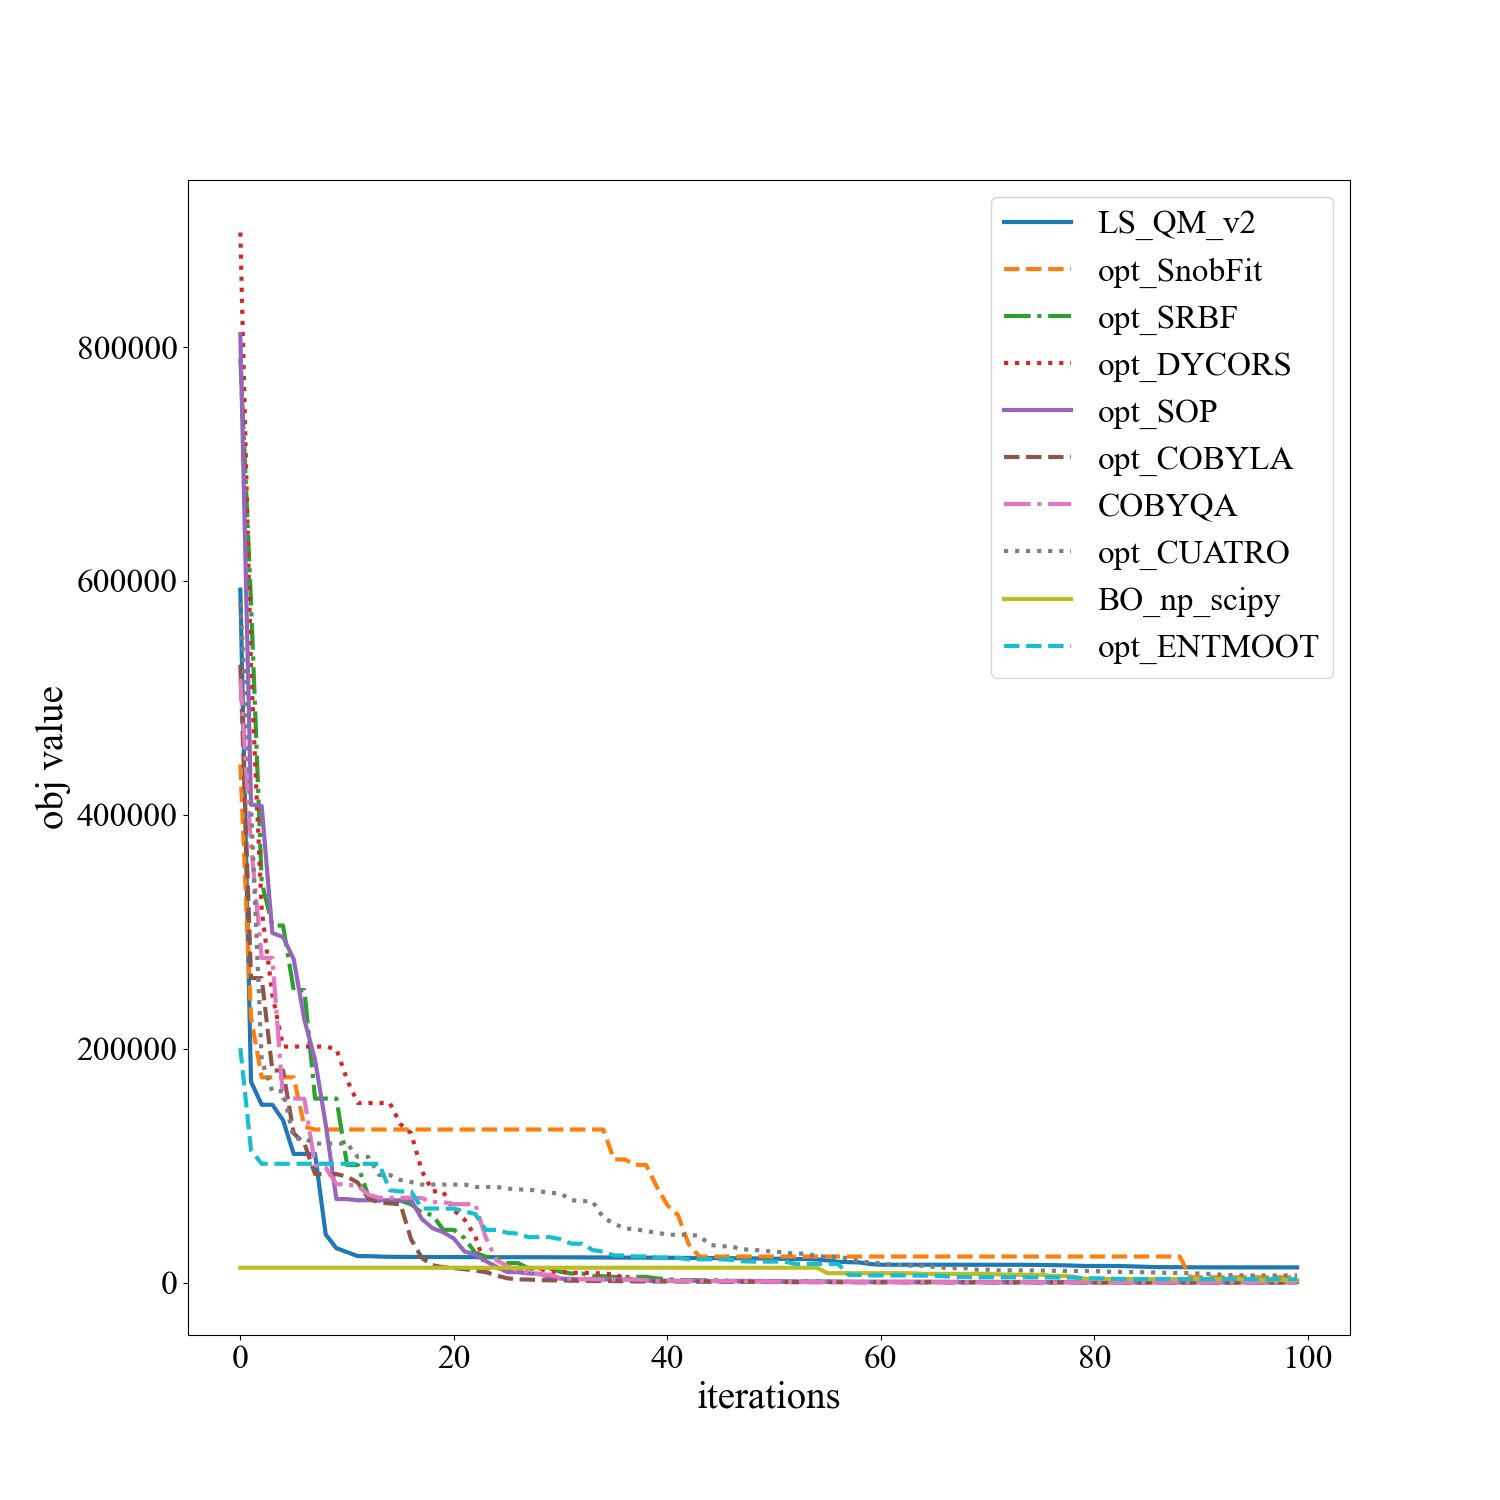 LS_QM_v2
opt_SnobFit
opt_SRBF
opt_DYCORS
opt_SOP
opt_COBYLA
COBYQA
opt_CUATRO
BO_np_scipy
opt_ENTMOOT
800000
600000
400000
200000
0
obj value
0 20 40 60 80 100
iterations